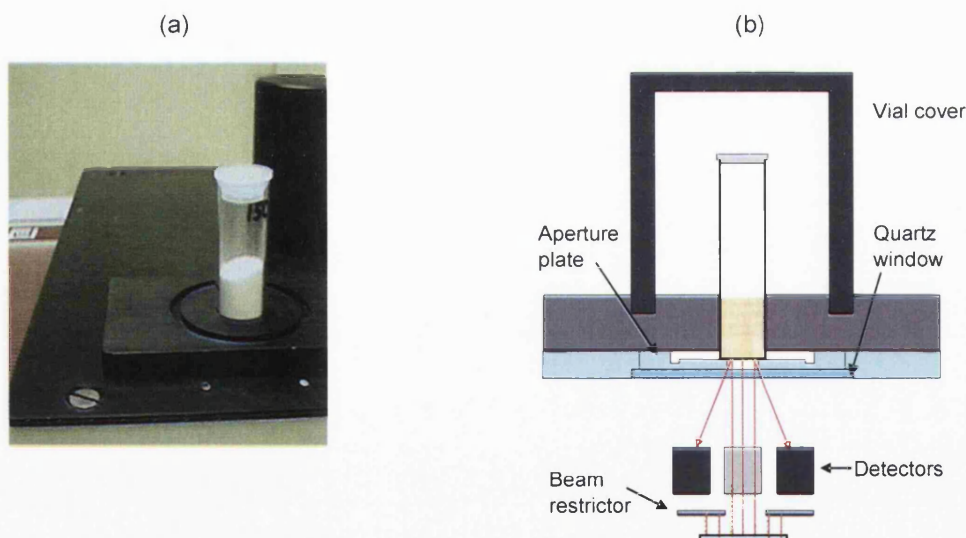 (a)
(b)
Vial cover
Aperture
plate
Quartz
window
Detectors
Beam
restrictor